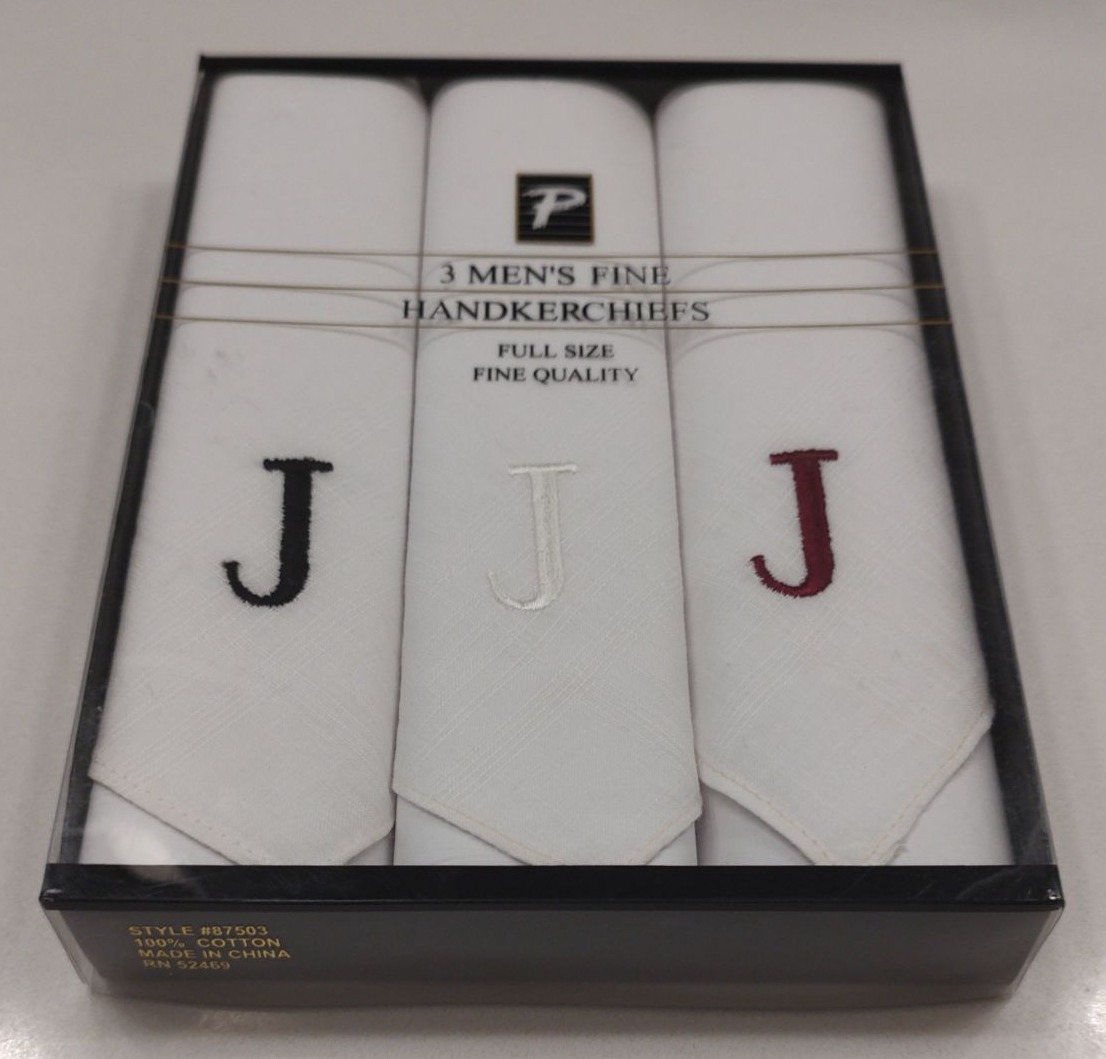 P
3 MEN'S FINE
HANDKERCHIEFS
FULL SIZE
FINE QUALITY
J J J
STYLE #87503
100% COTTON
MADE IN CHINA
RN 52469